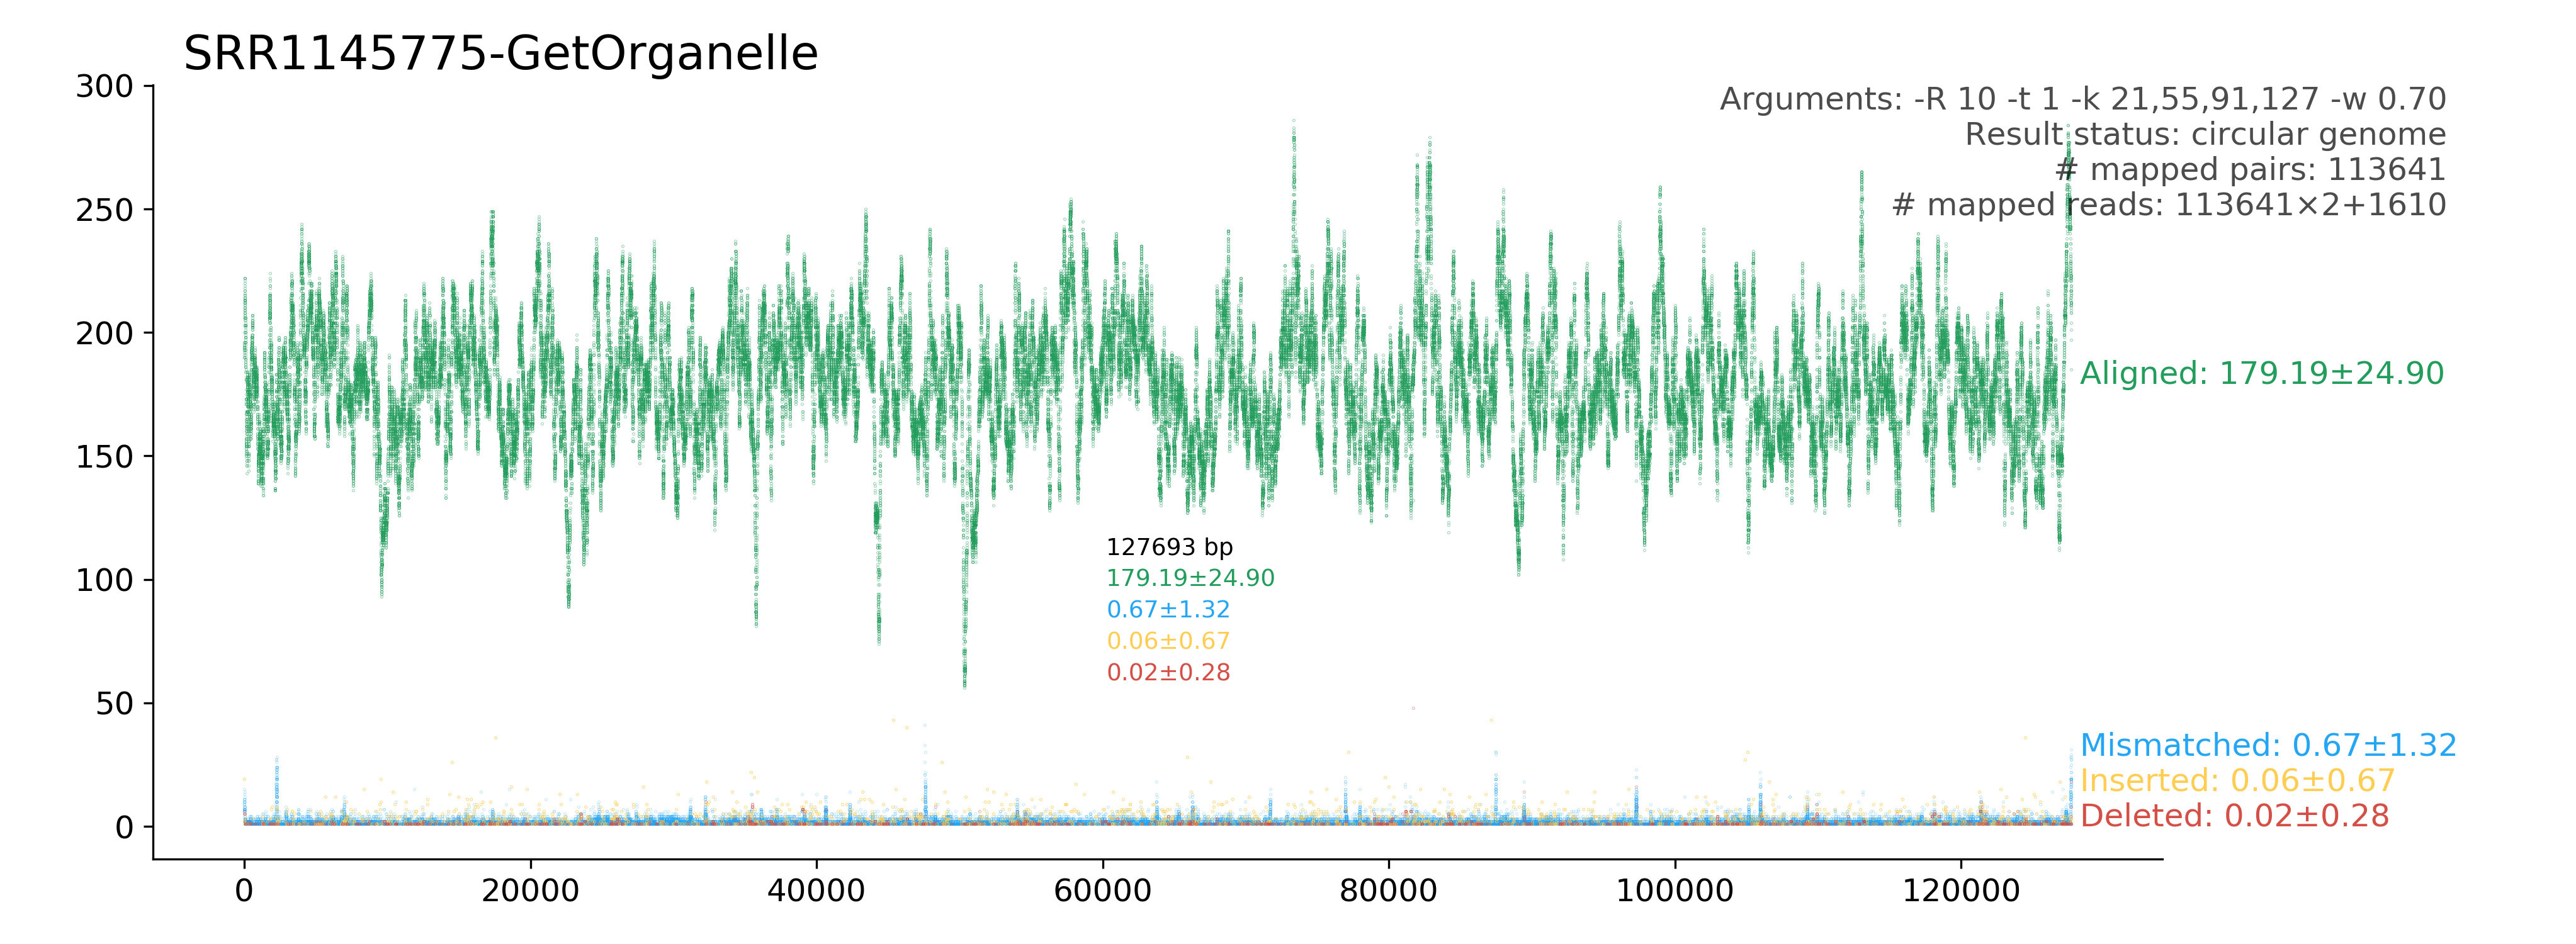 SRR1145775-GetOrganelle
300
250
200
150
100
50
0
Arguments: -R 10 -t 1 -k 21,55,91,127 -w 0.70
Result status: circular genome
# mapped pairs: 113641
# mapped reads: 113641×2+1610
Aligned: 179.19±24.90
127693 bp
179.19±24.90
0.67±1.32
0.06±0.67
0.02±0.28
Mismatched: 0.67±1.32
Inserted: 0.06±0.67
Deleted: 0.02±0.28
0 20000 40000 60000 80000 100000 120000